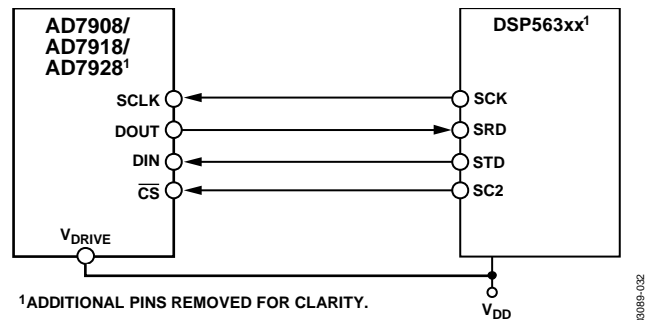 AD7908/
AD7918/
AD7928¹
DSP563xx¹
SCLK
SCK
DOUT
SRD
DIN
STD
CS
SC2
VDRIVE
VDD
¹ADDITIONAL PINS REMOVED FOR CLARITY.
03089-032